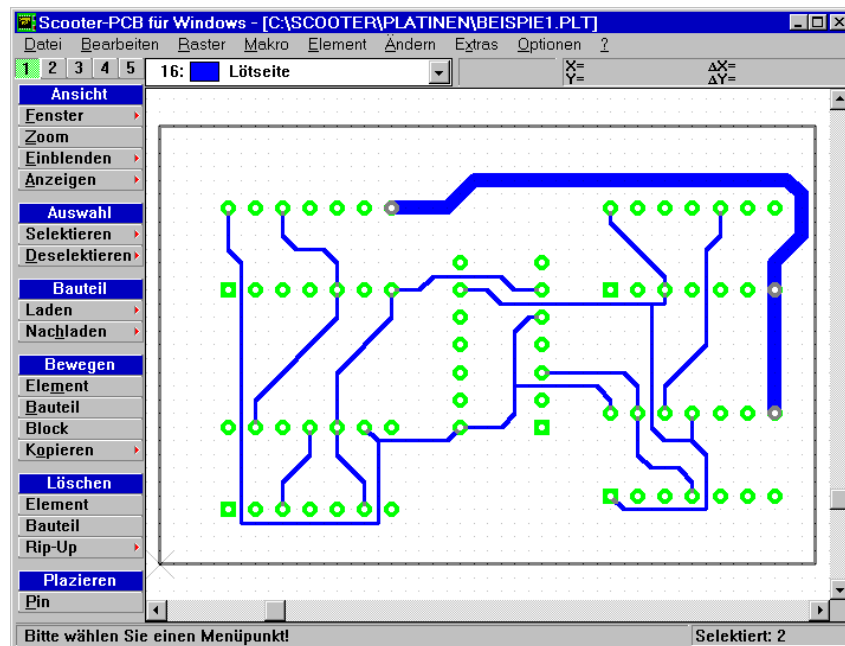 Scooter-PCB für Windows - [C:\SCOOTER\PLATINEN\BEISPIE1.PLT]
Datei Bearbeiten Raster Makro Element Ändern Extras Optionen ?
1 2 3 4 5 16: Lötseite X= ΔX=
Y= ΔY=
Ansicht
Fenster
Zoom
Einblenden
Anzeigen
Auswahl
Selektieren
Deselektieren
Bauteil
Laden
Nachladen
Bewegen
Element
Bauteil
Block
Kopieren
Löschen
Element
Bauteil
Rip-Up
Plazieren
Pin
Bitte wählen Sie einen Menüpunkt! Selektiert: 2